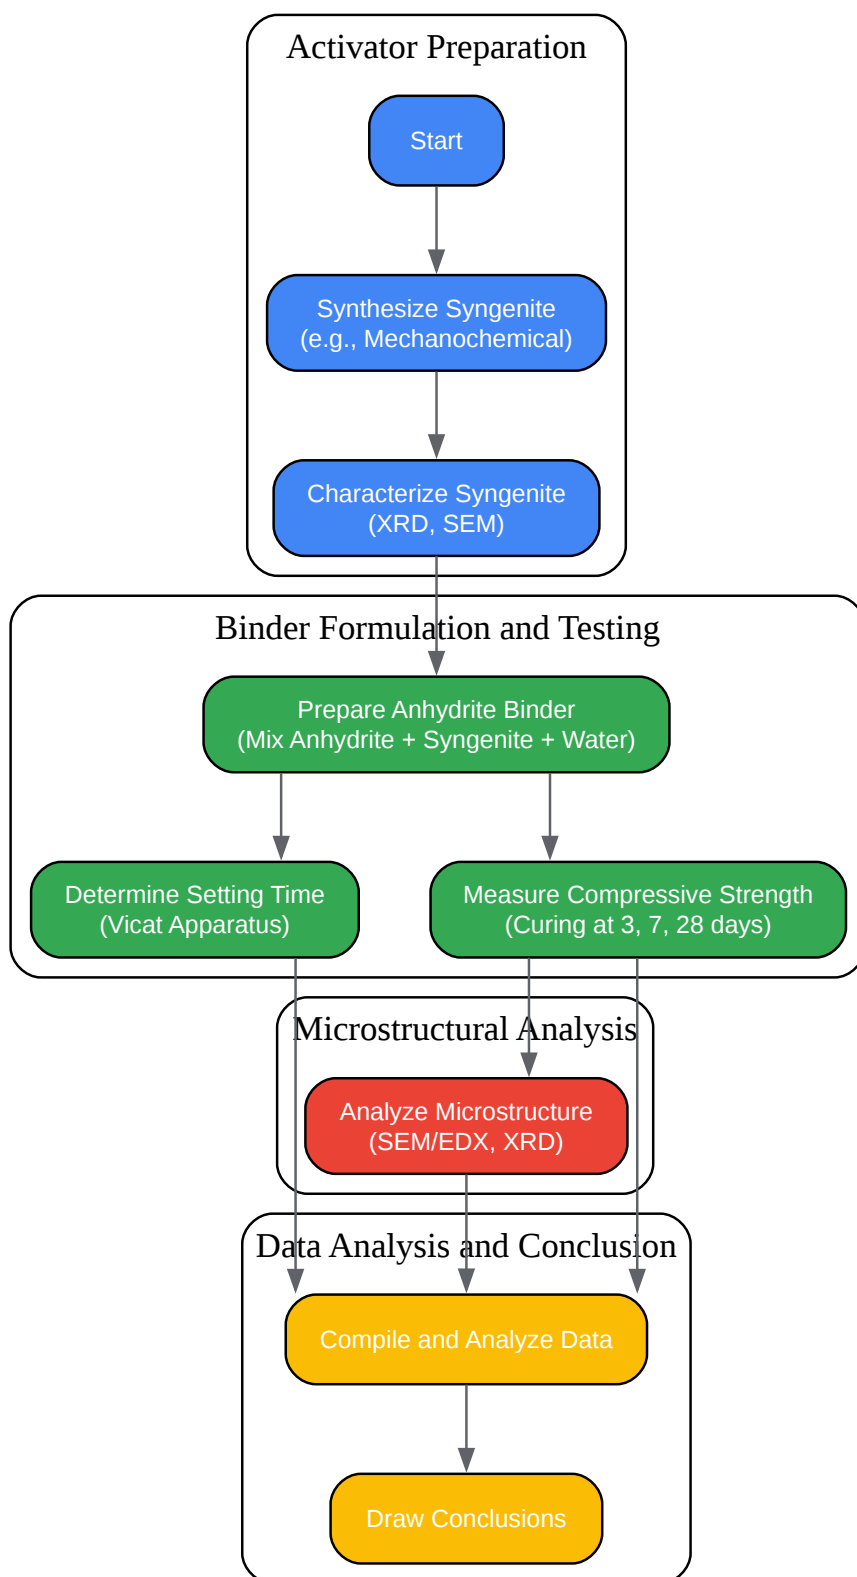 Activator Preparation
Start
Synthesize Syngenite
(e.g., Mechanochemical)
Characterize Syngenite
(XRD, SEM)
Binder Formulation and Testing
Prepare Anhydrite Binder
(Mix Anhydrite + Syngenite + Water)
Determine Setting Time
(Vicat Apparatus)
Measure Compressive Strength
(Curing at 3, 7, 28 days)
Microstructural Analysis
Analyze Microstructure
(SEM/EDX, XRD)
Data Analysis and Conclusion
Compile and Analyze Data
Draw Conclusions